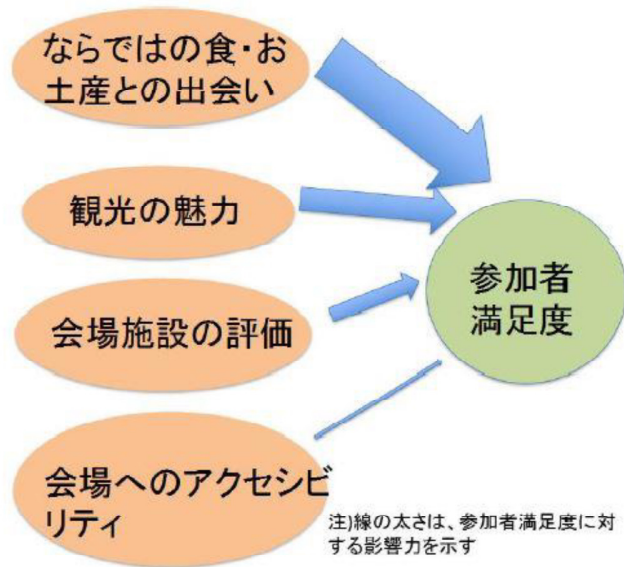 ならではの食・お
土産との出会い
観光の魅力
会場施設の評価
会場へのアクセシビ
リティ
参加者
満足度
注)線の太さは、参加者満足度に対
する影響力を示す